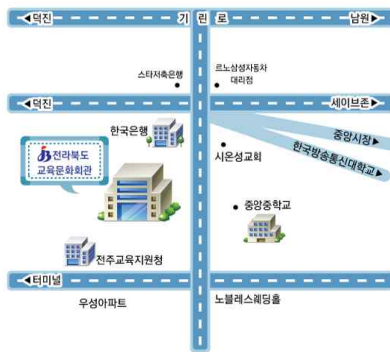 ◀덕진 기 린 로 남원▶
스타저축은행
르노삼성자동차
대리점
◀덕진 세이브존▶
한국은행
중앙시장▶
한국방송통신대학교▶
시온성교회
전라북도
교육문화회관
중앙중학교
전주교육지원청
◀터미널
우성아파트 노블레스웨딩홀